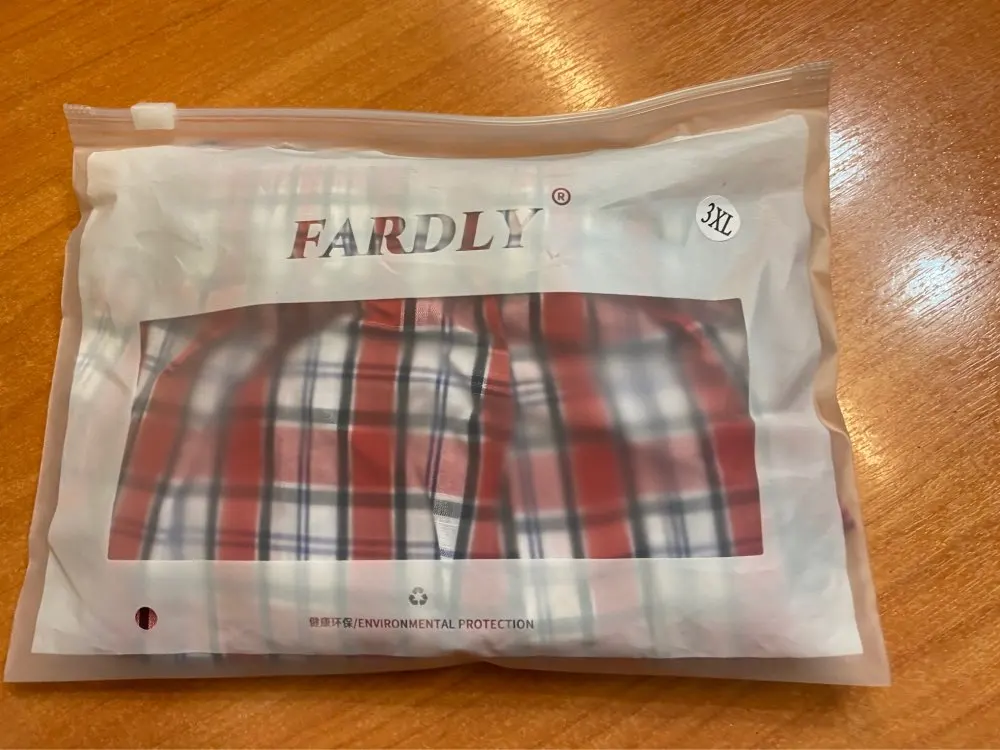 FARDLY®
3XL
健康环保/ENVIRONMENTAL PROTECTION